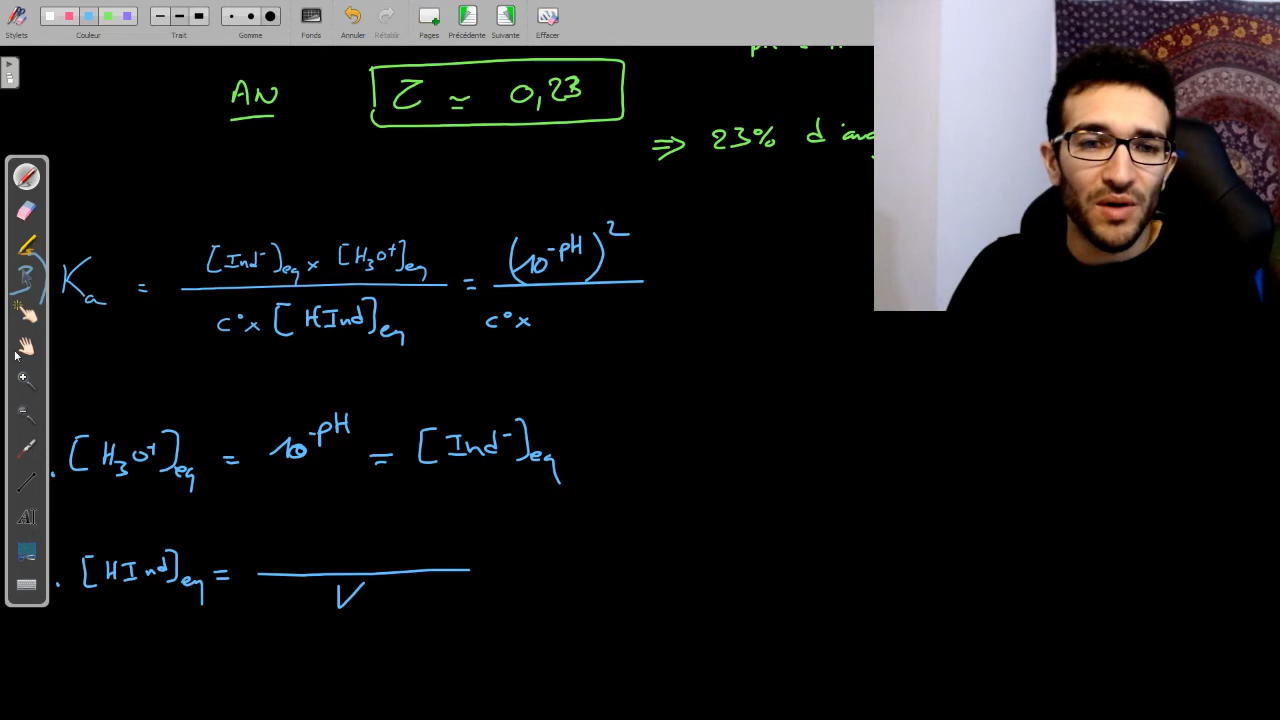 Stylets Couleur Trait Gomme Fonds Annuler Rétablir Pages Précédente Suivante Effacer
AN τ ≃ 0,23
⇒ 23% d'
B)
Ka = [Ind⁻]eq × [H3O⁺]eq / c° × [HInd]eq = (10^-pH)² / c° ×
. [H3O⁺]eq = 10^-pH = [Ind⁻]eq
. [HInd]eq = / V